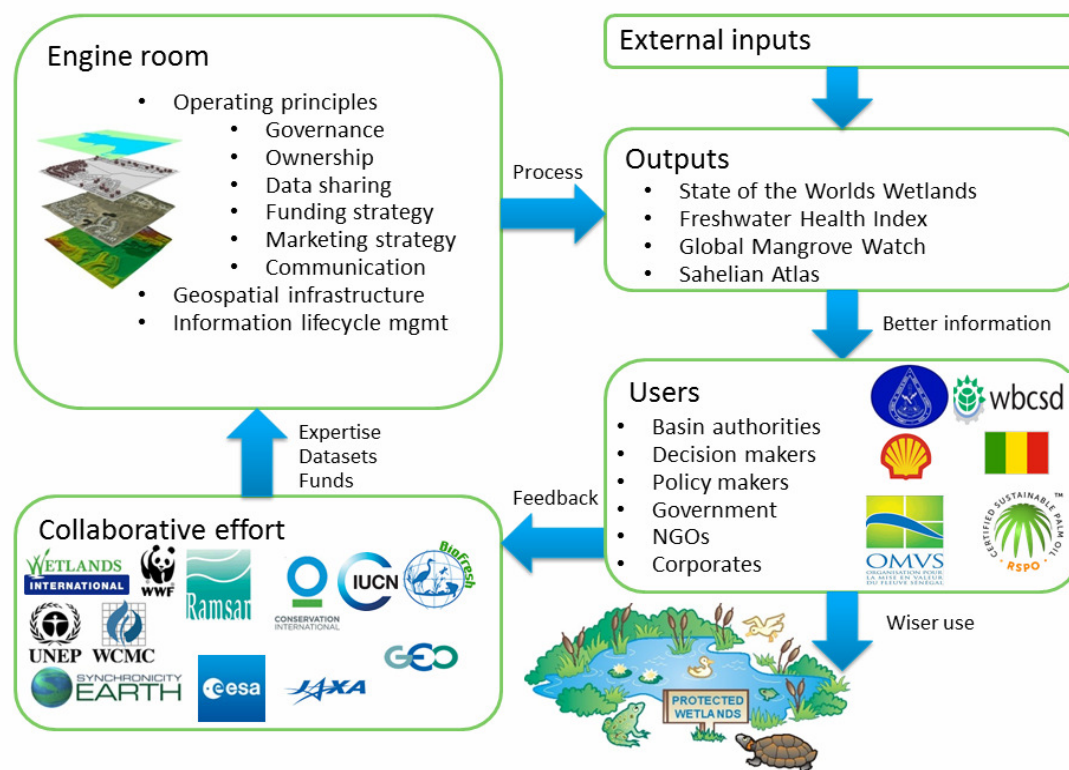 Engine room
• Operating principles
• Governance
• Ownership
• Data sharing
• Funding strategy
• Marketing strategy
• Communication
• Geospatial infrastructure
• Information lifecycle mgmt
Process
External inputs
Outputs
• State of the Worlds Wetlands
• Freshwater Health Index
• Global Mangrove Watch
• Sahelian Atlas
Better information
Users
• Basin authorities
• Decision makers
• Policy makers
• Government
• NGOs
• Corporates
wbcsd
OMVS
ORGANISATION POUR
LA MISE EN VALEUR
DU FLEUVE SÉNÉGAL
CERTIFIED SUSTAINABLE PALM OIL
TM
RSPO
Feedback
Wiser use
PROTECTED
WETLANDS
Expertise
Datasets
Funds
Collaborative effort
WETLANDS
INTERNATIONAL
WWF
Ramsar
CONSERVATION
INTERNATIONAL
IUCN
BioFresh
UNEP
WCMC
GEO
SYNCHRONICITY
EARTH
esa
JAXA